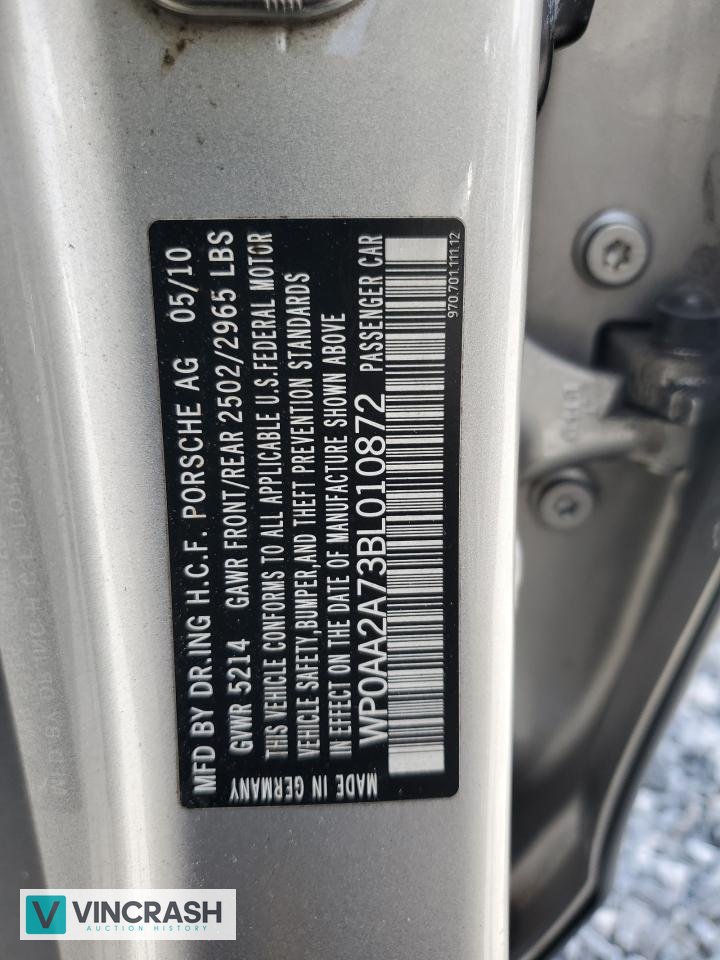 MFD BY DR.ING H.C.F. PORSCHE AG 05/10
GVWR 5214 GAWR FRONT/REAR 2502/2965 LBS
THIS VEHICLE CONFORMS TO ALL APPLICABLE U.S.FEDERAL MOTOR
VEHICLE SAFETY,BUMPER,AND THEFT PREVENTION STANDARDS
IN EFFECT ON THE DATE OF MANUFACTURE SHOWN ABOVE
WP0AA2A73BL010872 PASSENGER CAR
MADE IN GERMANY
970.701.111.12
V VINCRASH
AUCTION HISTORY